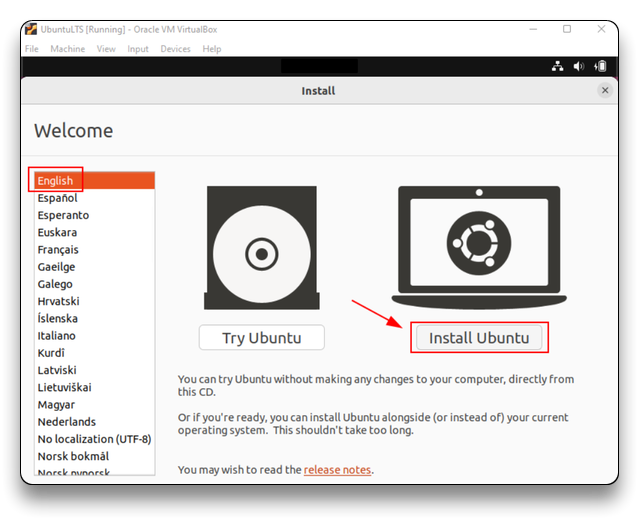 UbuntuLTS [Running] - Oracle VM VirtualBox
File Machine View Input Devices Help
Install
Welcome
English
Español
Esperanto
Euskara
Français
Gaeilge
Galego
Hrvatski
Íslenska
Italiano
Kurdî
Latviski
Lietuviškai
Magyar
Nederlands
No localization (UTF-8)
Norsk bokmål
Norsk nynorsk
Try Ubuntu
Install Ubuntu
You can try Ubuntu without making any changes to your computer, directly from
this CD.
Or if you're ready, you can install Ubuntu alongside (or instead of) your current
operating system. This shouldn't take too long.
You may wish to read the release notes.